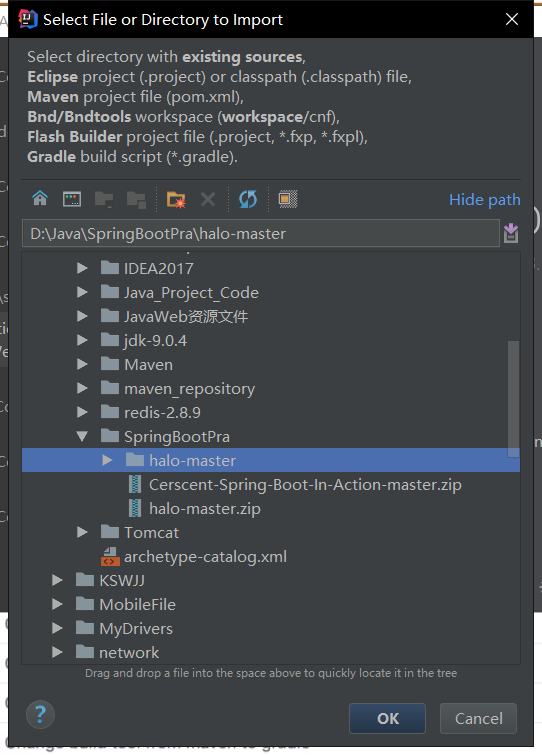 Select File or Directory to Import
Select directory with existing sources,
Eclipse project (.project) or classpath (.classpath) file,
Maven project file (pom.xml),
Bnd/Bndtools workspace (workspace/cnf),
Flash Builder project file (.project, *.fxp, *.fxpl),
Gradle build script (*.gradle).
Hide path
D:\Java\SpringBootPra\halo-master
IDEA2017
Java_Project_Code
JavaWeb资源文件
jdk-9.0.4
Maven
maven_repository
redis-2.8.9
SpringBootPra
halo-master
Cerscent-Spring-Boot-In-Action-master.zip
halo-master.zip
Tomcat
archetype-catalog.xml
KSWJJ
MobileFile
MyDrivers
network
Drag and drop a file into the space above to quickly locate it in the tree
?
OK
Cancel